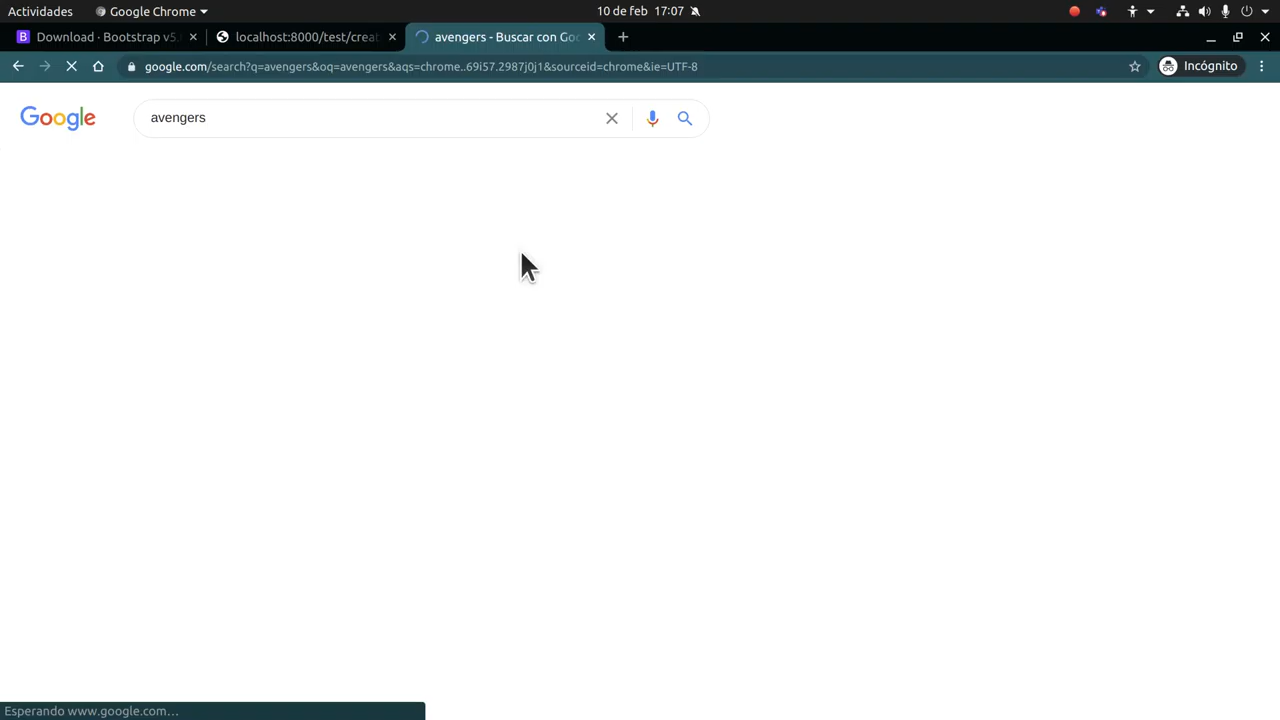 Actividades Google Chrome 10 de feb 17:07
Download · Bootstrap v5. localhost:8000/test/creat avengers - Buscar con Goo
google.com/search?q=avengers&oq=avengers&aqs=chrome..69i57.2987j0j1&sourceid=chrome&ie=UTF-8 Incógnito
Google avengers
Esperando www.google.com…